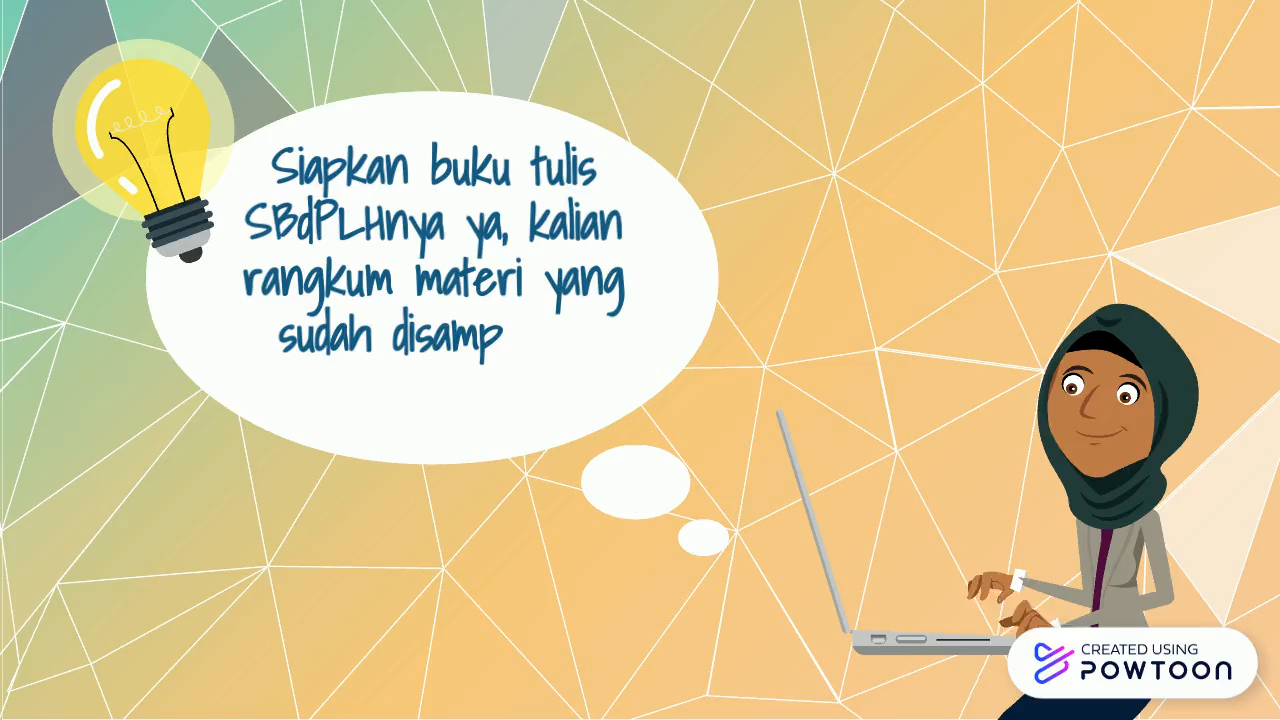 Siapkan buku tulis
SBdPLHnya ya, kalian
rangkum materi yang
sudah disamp
CREATED USING
POWTOON